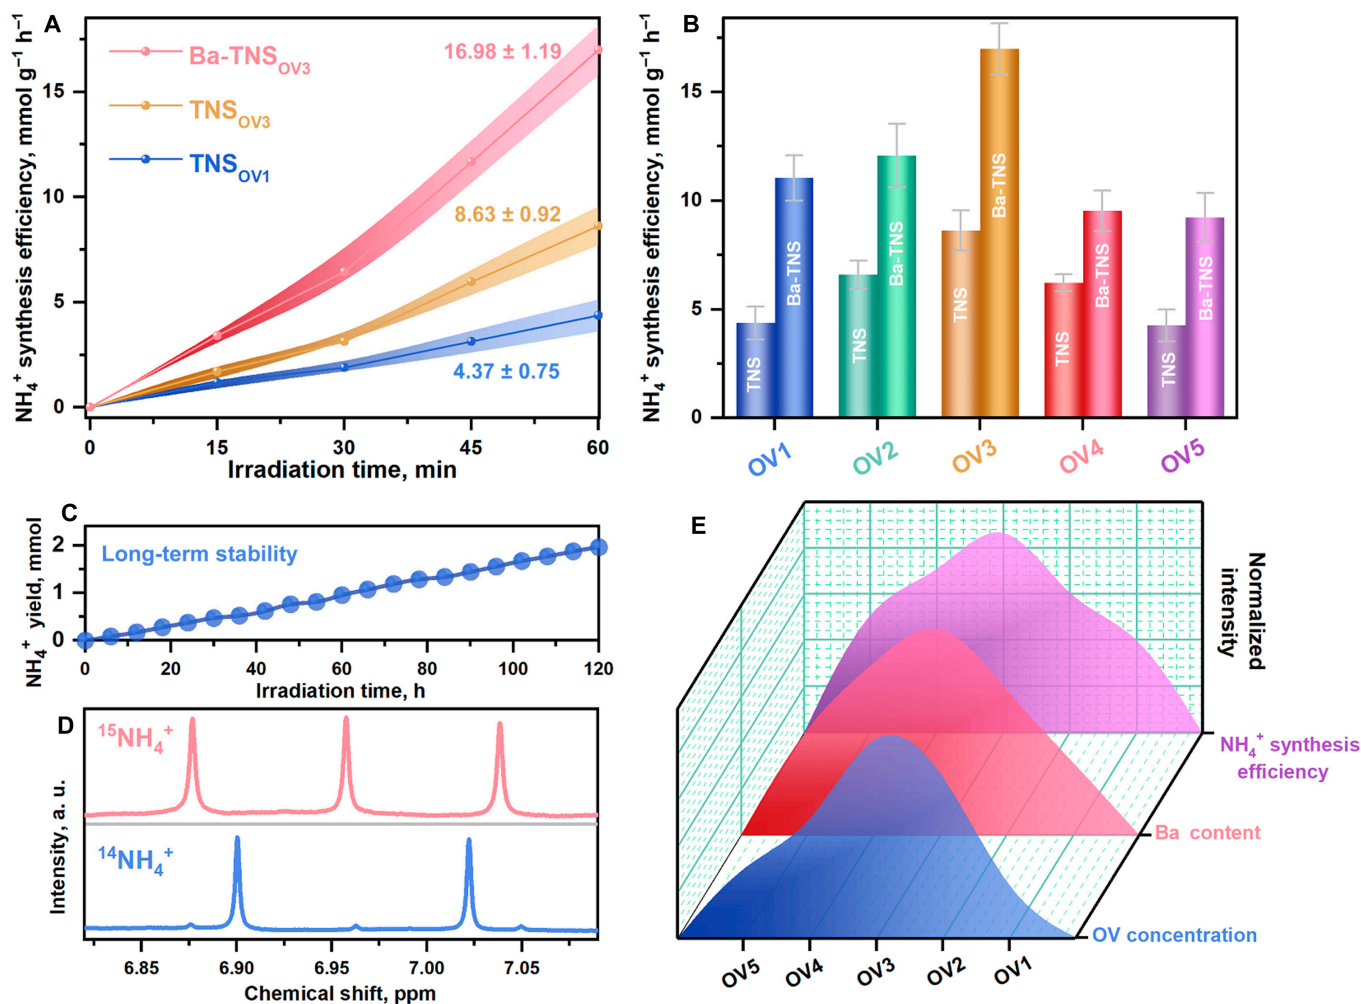 A
NH₄⁺ synthesis efficiency, mmol g⁻¹ h⁻¹
15
10
5
0
Ba-TNS_OV3
TNS_OV3
TNS_OV1
16.98 ± 1.19
8.63 ± 0.92
4.37 ± 0.75
0 15 30 45 60
Irradiation time, min
B
NH₄⁺ synthesis efficiency, mmol g⁻¹ h⁻¹
15
10
5
0
TNS
Ba-TNS
TNS
Ba-TNS
TNS
Ba-TNS
TNS
Ba-TNS
TNS
Ba-TNS
OV1 OV2 OV3 OV4 OV5
C
NH₄⁺ yield, mmol
2
1
0
Long-term stability
0 20 40 60 80 100 120
Irradiation time, h
D
Intensity, a. u.
¹⁵NH₄⁺
¹⁴NH₄⁺
6.85 6.90 6.95 7.00 7.05
Chemical shift, ppm
E
Normalized
intensity
NH₄⁺ synthesis
efficiency
Ba content
OV concentration
OV5 OV4 OV3 OV2 OV1